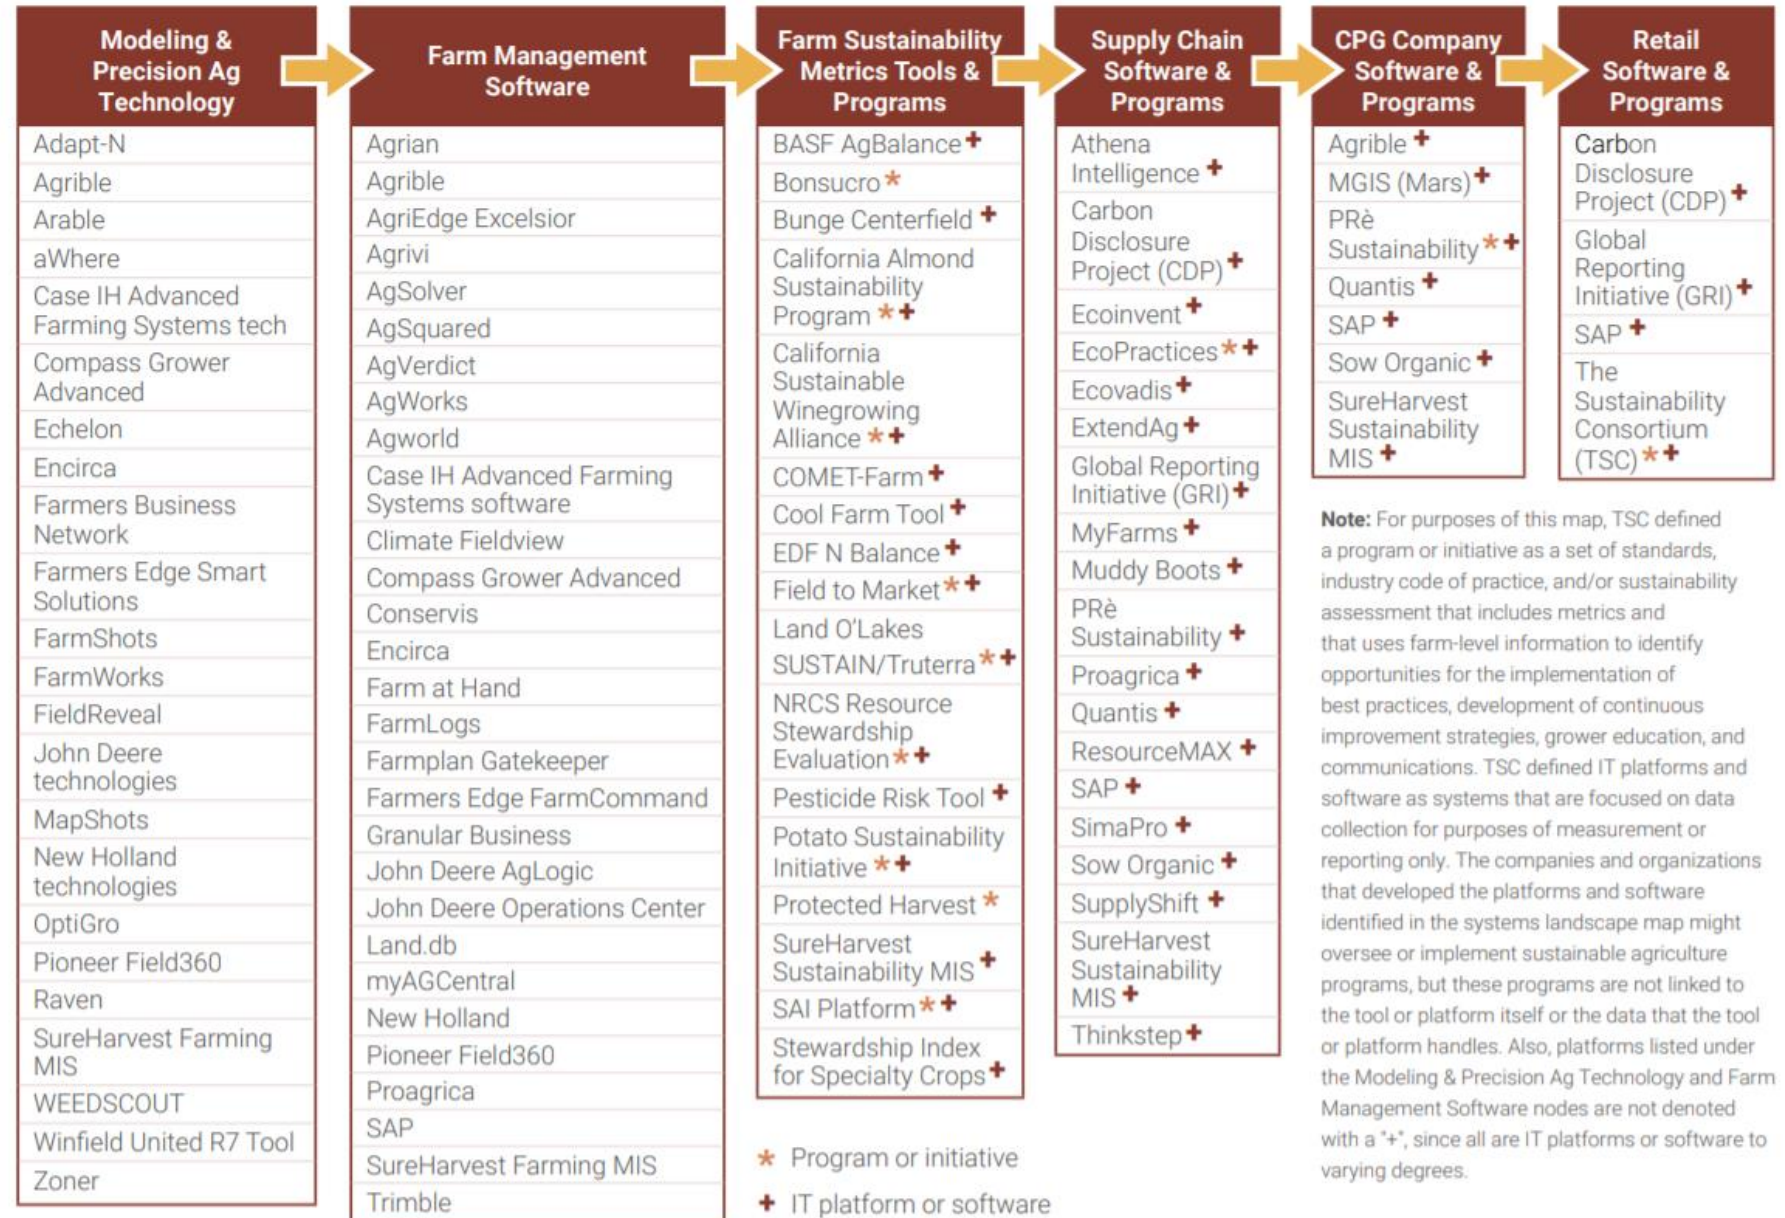 Modeling &
Precision Ag
Technology
Adapt-N
Agrible
Arable
aWhere
Case IH Advanced
Farming Systems tech
Compass Grower
Advanced
Echelon
Encirca
Farmers Business
Network
Farmers Edge Smart
Solutions
FarmShots
FarmWorks
FieldReveal
John Deere
technologies
MapShots
New Holland
technologies
OptiGro
Pioneer Field360
Raven
SureHarvest Farming
MIS
WEEDSCOUT
Winfield United R7 Tool
Zoner
Farm Management
Software
Agrian
Agrible
AgriEdge Excelsior
Agrivi
AgSolver
AgSquared
AgVerdict
AgWorks
Agworld
Case IH Advanced Farming
Systems software
Climate Fieldview
Compass Grower Advanced
Conservis
Encirca
Farm at Hand
FarmLogs
Farmplan Gatekeeper
Farmers Edge FarmCommand
Granular Business
John Deere AgLogic
John Deere Operations Center
Land.db
myAGCentral
New Holland
Pioneer Field360
Proagrica
SAP
SureHarvest Farming MIS
Trimble
Farm Sustainability
Metrics Tools &
Programs
BASF AgBalance +
Bonsucro *
Bunge Centerfield +
California Almond
Sustainability
Program * +
California
Sustainable
Winegrowing
Alliance * +
COMET-Farm +
Cool Farm Tool +
EDF N Balance +
Field to Market * +
Land O'Lakes
SUSTAIN/Truterra * +
NRCS Resource
Stewardship
Evaluation * +
Pesticide Risk Tool +
Potato Sustainability
Initiative * +
Protected Harvest *
SureHarvest
Sustainability MIS +
SAI Platform * +
Stewardship Index
for Specialty Crops +
* Program or initiative
+ IT platform or software
Supply Chain
Software &
Programs
Athena
Intelligence +
Carbon
Disclosure
Project (CDP) +
Ecoinvent +
EcoPractices * +
Ecovadis +
ExtendAg +
Global Reporting
Initiative (GRI) +
MyFarms +
Muddy Boots +
PRè
Sustainability +
Proagrica +
Quantis +
ResourceMAX +
SAP +
SimaPro +
Sow Organic +
SupplyShift +
SureHarvest
Sustainability
MIS +
Thinkstep +
CPG Company
Software &
Programs
Agrible +
MGIS (Mars) +
PRè
Sustainability * +
Quantis +
SAP +
Sow Organic +
SureHarvest
Sustainability
MIS +
Retail
Software &
Programs
Carbon
Disclosure
Project (CDP) +
Global
Reporting
Initiative (GRI) +
SAP +
The
Sustainability
Consortium
(TSC) * +
Note: For purposes of this map, TSC defined
a program or initiative as a set of standards,
industry code of practice, and/or sustainability
assessment that includes metrics and
that uses farm-level information to identify
opportunities for the implementation of
best practices, development of continuous
improvement strategies, grower education, and
communications. TSC defined IT platforms and
software as systems that are focused on data
collection for purposes of measurement or
reporting only. The companies and organizations
that developed the platforms and software
identified in the systems landscape map might
oversee or implement sustainable agriculture
programs, but these programs are not linked to
the tool or platform itself or the data that the tool
or platform handles. Also, platforms listed under
the Modeling & Precision Ag Technology and Farm
Management Software nodes are not denoted
with a "+", since all are IT platforms or software to
varying degrees.